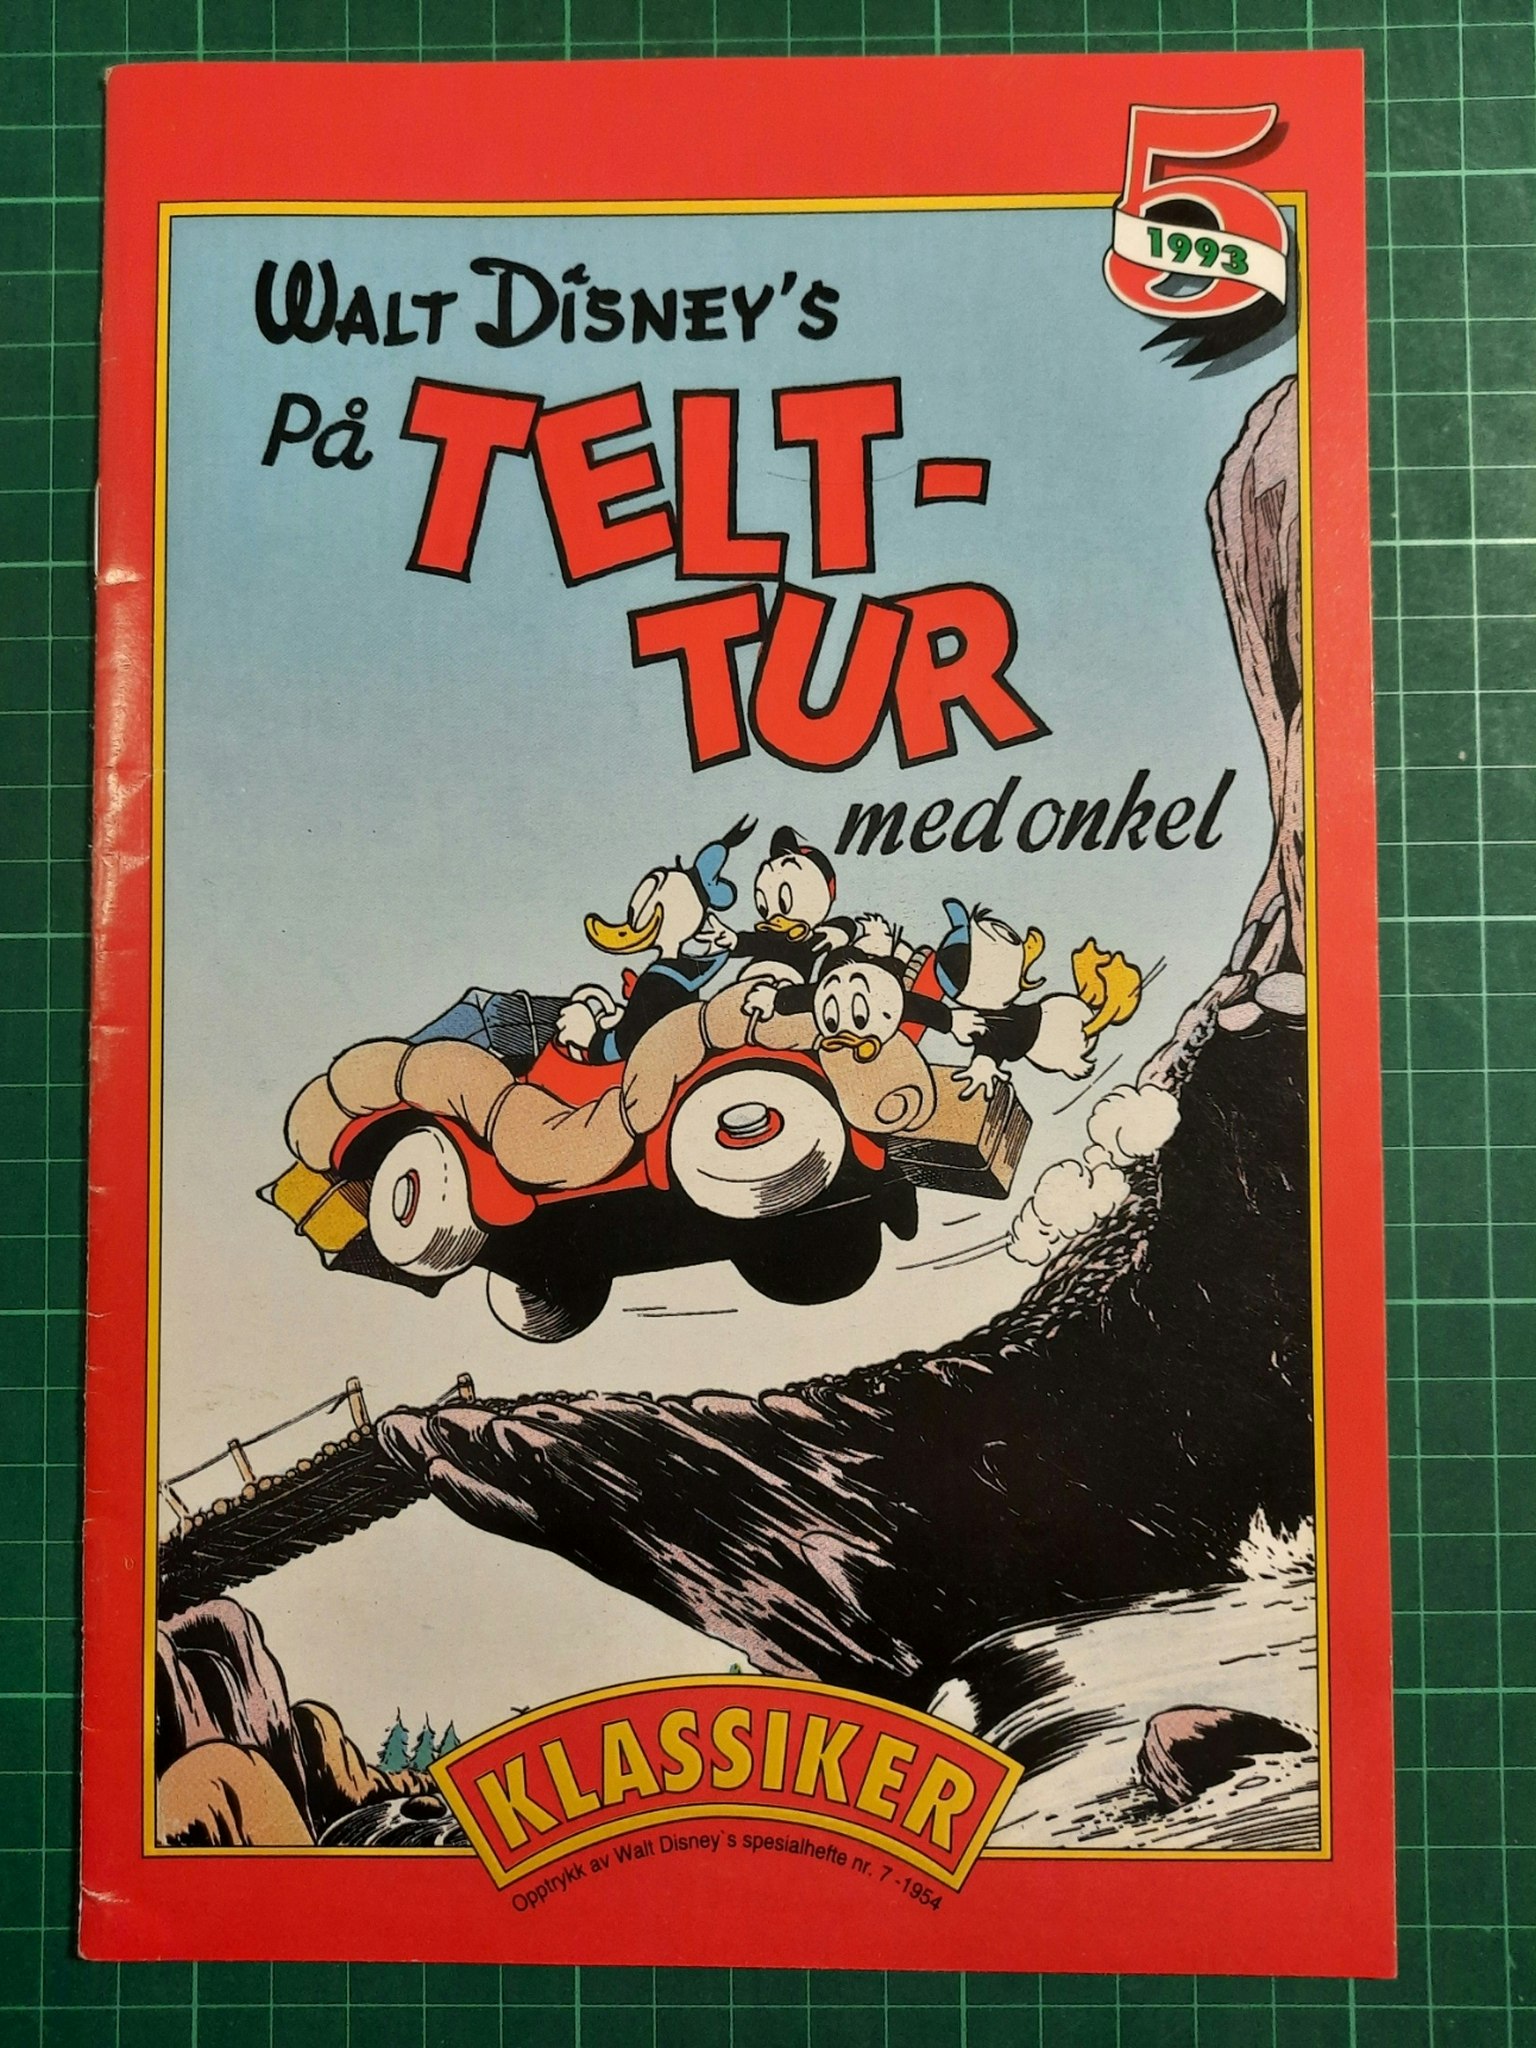 5
1993
WALT DISNEY'S
På TELT-
TUR
med onkel
KLASSIKER
Opptrykk av Walt Disney`s spesialhefte nr. 7 -1954